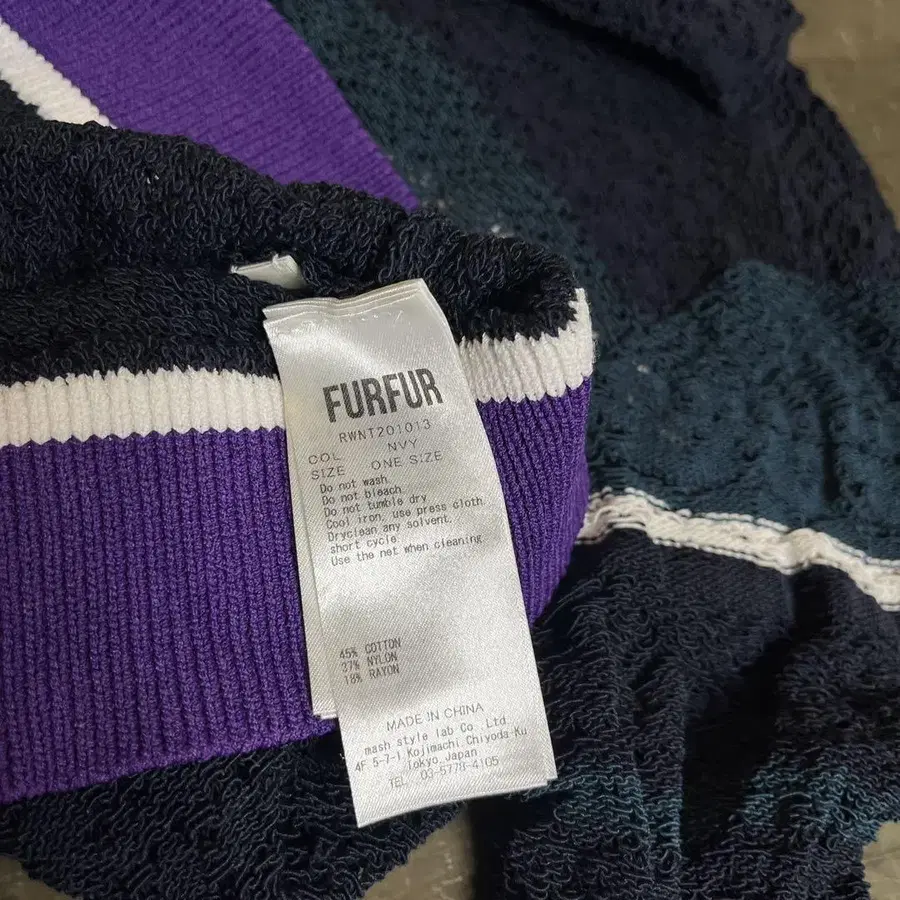 FURFUR
RWNT201013
COL NVY
SIZE ONE SIZE
Do not wash
Do not bleach
Do not tumble dry
Cool iron, use press cloth.
Dryclean any solvent,
short cycle.
Use the net when cleaning
45% COTTON
37% NYLON
18% RAYON
MADE IN CHINA
mash style lab Co. Ltd
4F 5-7-1 Kojimachi, Chiyoda-Ku
Tokyo, Japan
TEL. 03-5778-4105